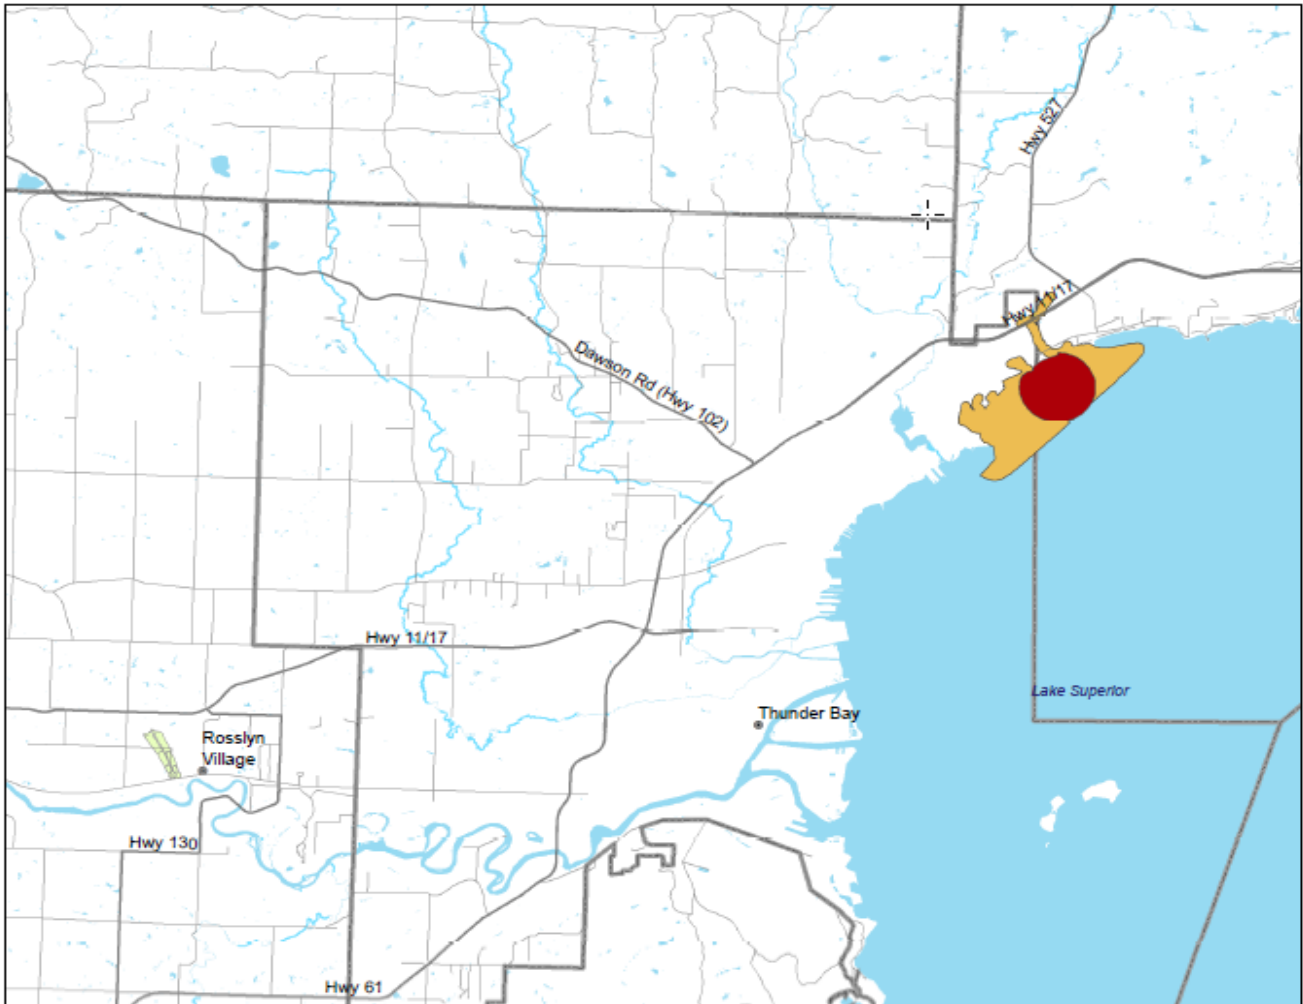 Hwy 527
Hwy 11/17
Dawson Rd (Hwy 102)
Hwy 11/17
Lake Superior
Thunder Bay
Rosslyn
Village
Hwy 130
Hwy 61